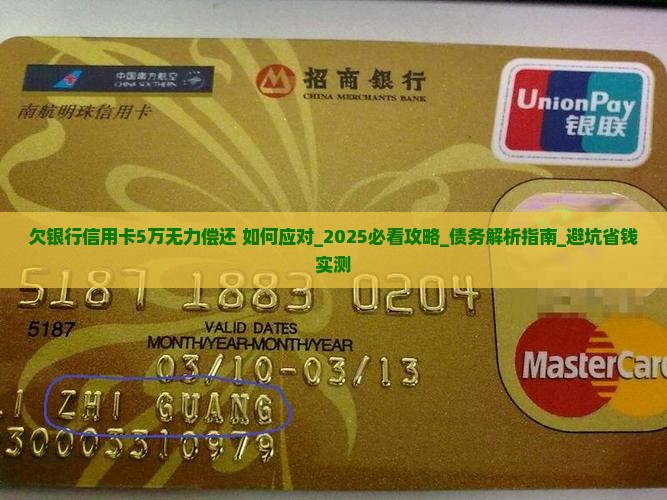 中国南方航空
CHINA SOUTHERN
南航明珠信用卡
招商银行
CHINA MERCHANTS BANK
UnionPay
银联
欠银行信用卡5万无力偿还 如何应对_2025必看攻略_债务解析指南_避坑省钱
实测
5187 1883 0204
5187
VALID DATES
MONTH/YEAR-MONTH/YEAR
03/10-03/13
ZHI GUANG
30003310979
MasterCard